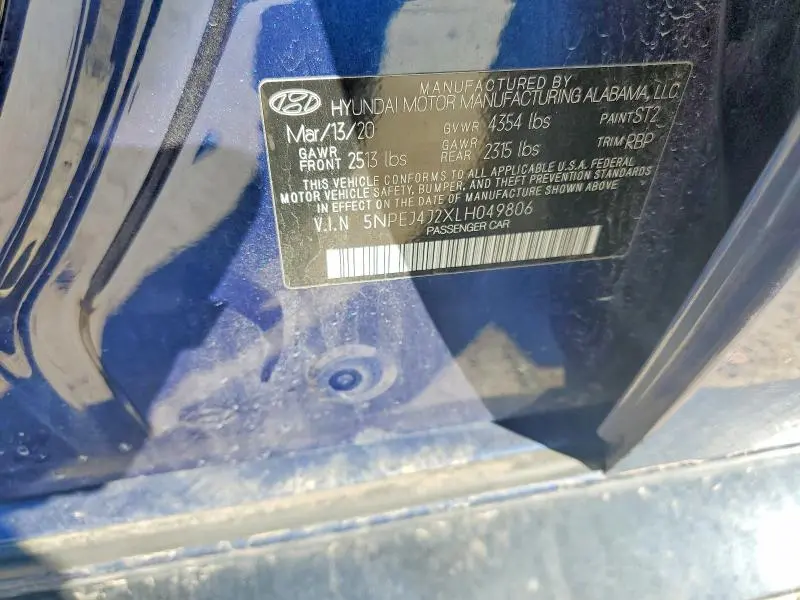 MANUFACTURED BY
HYUNDAI MOTOR MANUFACTURING ALABAMA, LLC
Mar/13/20 GVWR 4354 lbs PAINT ST2
GAWR FRONT 2513 lbs GAWR REAR 2315 lbs TRIM RBP
THIS VEHICLE CONFORMS TO ALL APPLICABLE U.S.A. FEDERAL
MOTOR VEHICLE SAFETY, BUMPER, AND THEFT PREVENTION STANDARDS
IN EFFECT ON THE DATE OF MANUFACTURE SHOWN ABOVE
V.I.N 5NPEJ4J2XLH049806
PASSENGER CAR